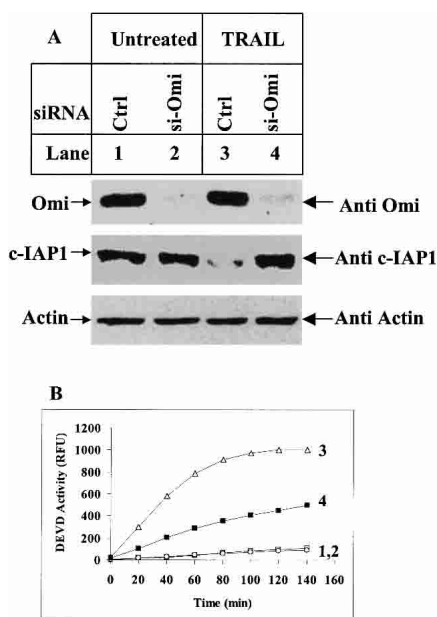 A
Untreated TRAIL
siRNA Ctrl si-Omi Ctrl si-Omi
Lane 1 2 3 4
Omi Anti Omi
c-IAP1 Anti c-IAP1
Actin Anti Actin
B
DEVD Activity (RFU)
1200
1000
800
600
400
200
0
3
4
1,2
0 20 40 60 80 100 120 140 160
Time (min)